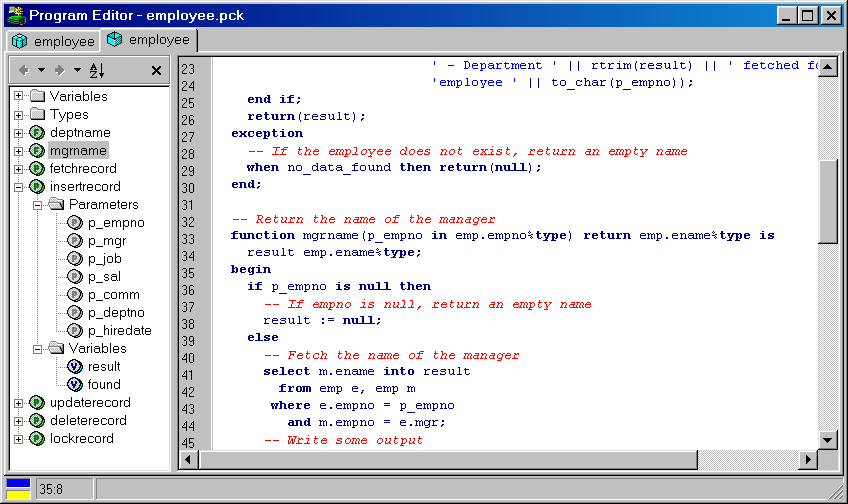 Program Editor - employee.pck
employee employee
Variables
Types
deptname
mgrname
fetchrecord
insertrecord
Parameters
p_empno
p_mgr
p_job
p_sal
p_comm
p_deptno
p_hiredate
Variables
result
found
updaterecord
deleterecord
lockrecord
23 ' - Department ' || rtrim(result) || ' fetched fo
24 'employee ' || to_char(p_empno));
25 end if;
26 return(result);
27 exception
28 -- If the employee does not exist, return an empty name
29 when no_data_found then return(null);
30 end;
31
32 -- Return the name of the manager
33 function mgrname(p_empno in emp.empno%type) return emp.ename%type is
34 result emp.ename%type;
35 begin
36 if p_empno is null then
37 -- If empno is null, return an empty name
38 result := null;
39 else
40 -- Fetch the name of the manager
41 select m.ename into result
42 from emp e, emp m
43 where e.empno = p_empno
44 and m.empno = e.mgr;
45 -- Write some output
35:8